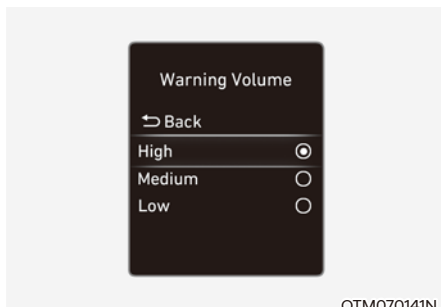 Warning Volume
Back
High
Medium
Low
OTM070141N